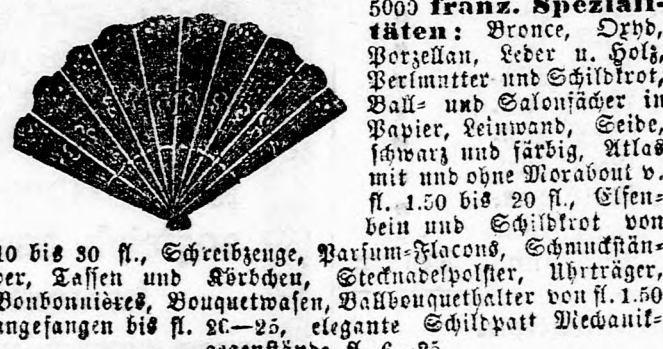 5000 franz. Speziali-
täten: Bronce, Oxyd,
Porzellan, Leder u. Holz,
Perlmutter und Schildkrot,
Ball= und Salonfächer in
Papier, Leinwand, Seide,
schwarz und färbig, Atlas
mit und ohne Morabout v.
fl. 1.50 bis 20 fl., Elfen=
bein und Schildkrot von
10 bis 30 fl., Schreibzeuge, Parfum=Flacons, Schmuckstän=
der, Tassen und Körbchen, Stecknadelpolster, Uhrträger,
Bonbonnières, Bouquetvasen, Ballbouquethalter von fl. 1.50
angefangen bis fl. 20—25, elegante Schildpatt Mechanik=
gegenstände fl.